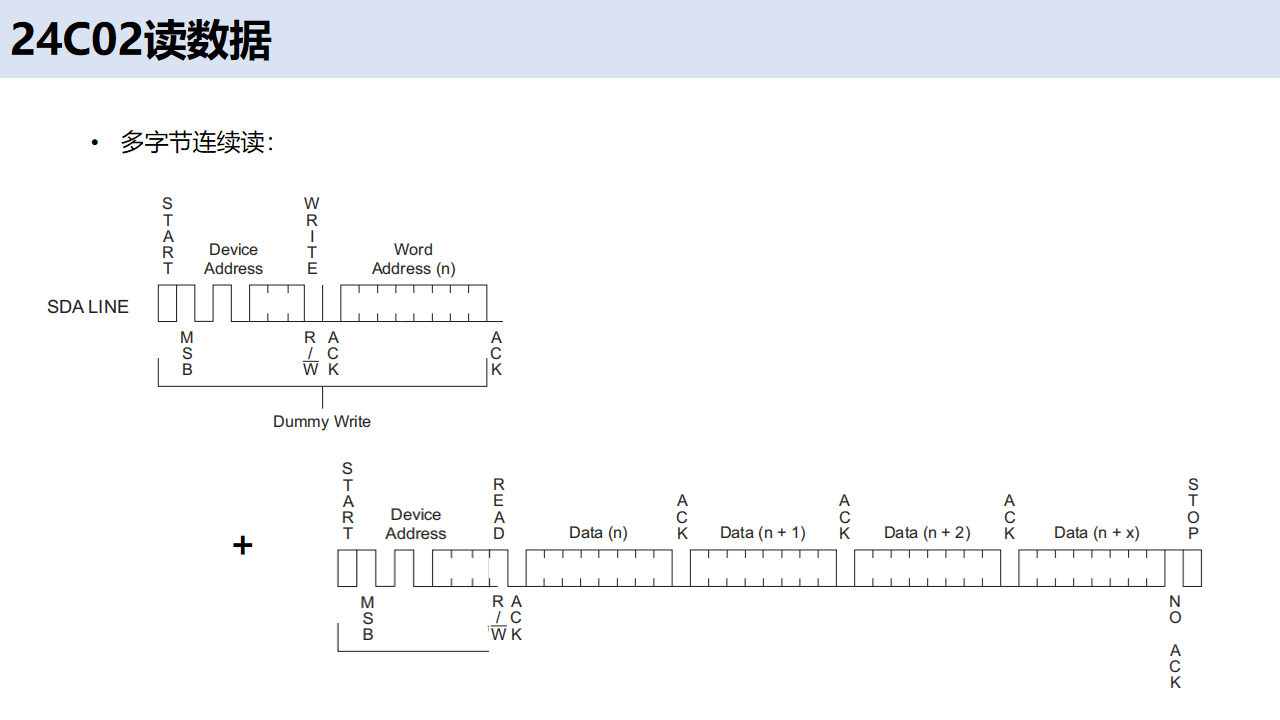 24C02读数据
• 多字节连续读：
START
WRITE
Device
Address
Word
Address (n)
SDA LINE
MSB
R/W
ACK
ACK
Dummy Write
+
START
READ
Device
Address
Data (n)
ACK
Data (n + 1)
ACK
Data (n + 2)
ACK
Data (n + x)
STOP
MSB
R/W
ACK
NO ACK